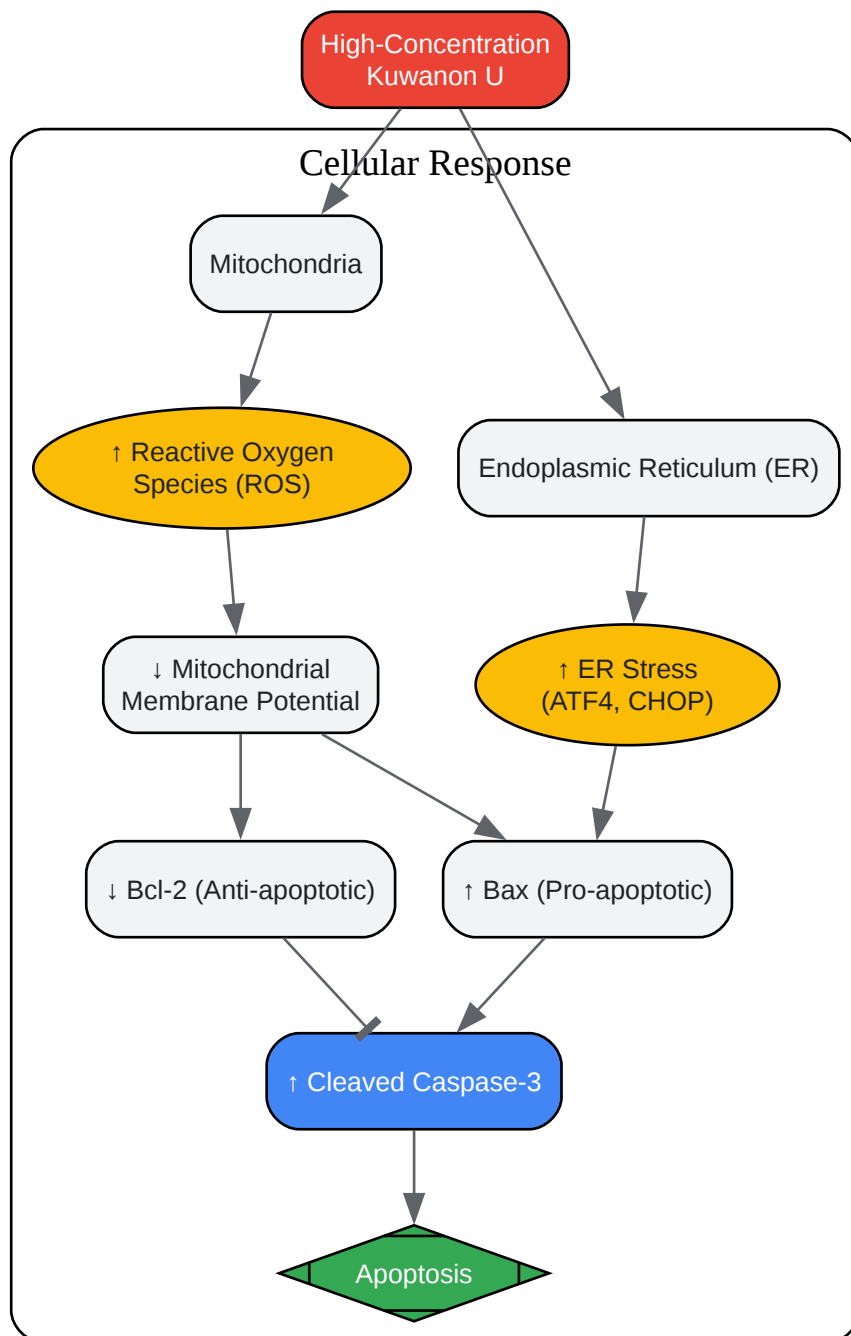 High-Concentration
Kuwanon U
Cellular Response
Mitochondria
↑ Reactive Oxygen
Species (ROS)
Endoplasmic Reticulum (ER)
↓ Mitochondrial
Membrane Potential
↑ ER Stress
(ATF4, CHOP)
↓ Bcl-2 (Anti-apoptotic)
↑ Bax (Pro-apoptotic)
↑ Cleaved Caspase-3
Apoptosis